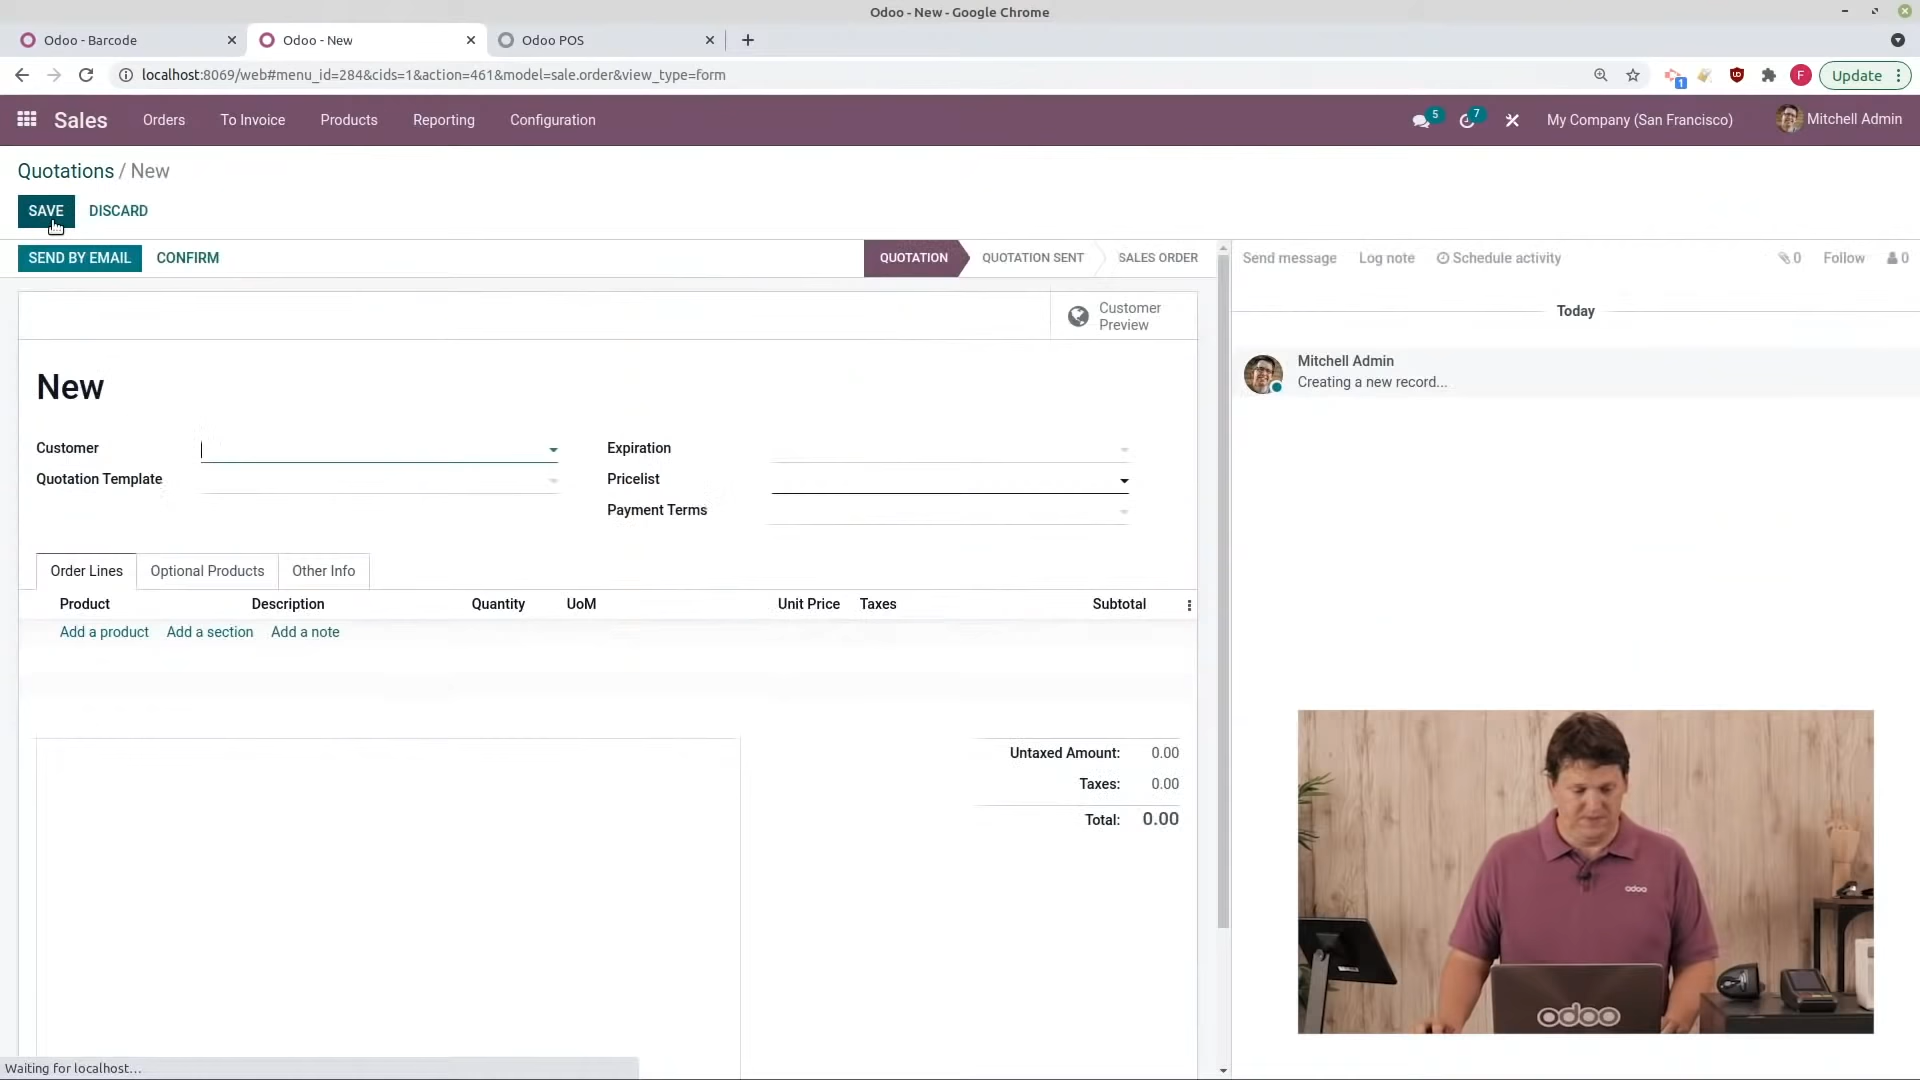 Odoo - New - Google Chrome
Odoo - Barcode
Odoo - New
Odoo POS
localhost:8069/web#menu_id=284&cids=1&action=461&model=sale.order&view_type=form
1
F
Update
Sales
Orders
To Invoice
Products
Reporting
Configuration
5
7
My Company (San Francisco)
Mitchell Admin
Quotations / New
SAVE
DISCARD
SEND BY EMAIL
CONFIRM
QUOTATION
QUOTATION SENT
SALES ORDER
Send message
Log note
Schedule activity
0
Follow
0
Customer
Preview
Today
Mitchell Admin
Creating a new record...
New
Customer
Quotation Template
Expiration
Pricelist
Payment Terms
Order Lines
Optional Products
Other Info
Product
Description
Quantity
UoM
Unit Price
Taxes
Subtotal
Add a product
Add a section
Add a note
Untaxed Amount: 0.00
Taxes: 0.00
Total: 0.00
odoo
odoo
Waiting for localhost...